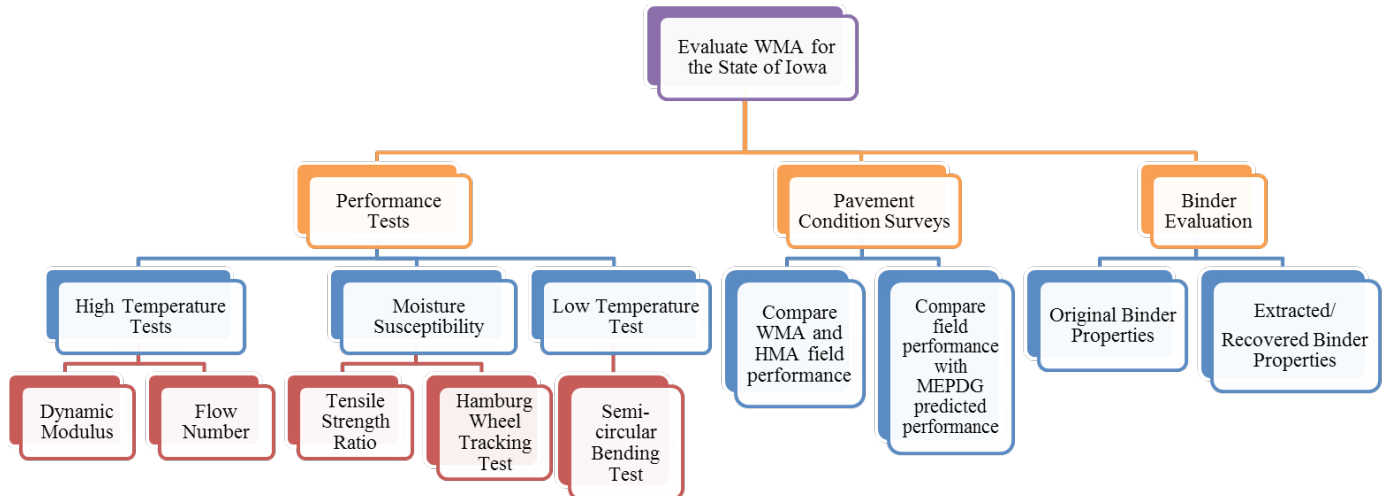 Evaluate WMA for
the State of Iowa
Performance
Tests
Pavement
Condition Surveys
Binder
Evaluation
High Temperature
Tests
Moisture
Susceptibility
Low Temperature
Test
Compare
WMA and
HMA field
performance
Compare
field
performance
with
MEPDG
predicted
performance
Original Binder
Properties
Extracted/
Recovered Binder
Properties
Dynamic
Modulus
Flow
Number
Tensile
Strength
Ratio
Hamburg
Wheel
Tracking
Test
Semi-
circular
Bending
Test